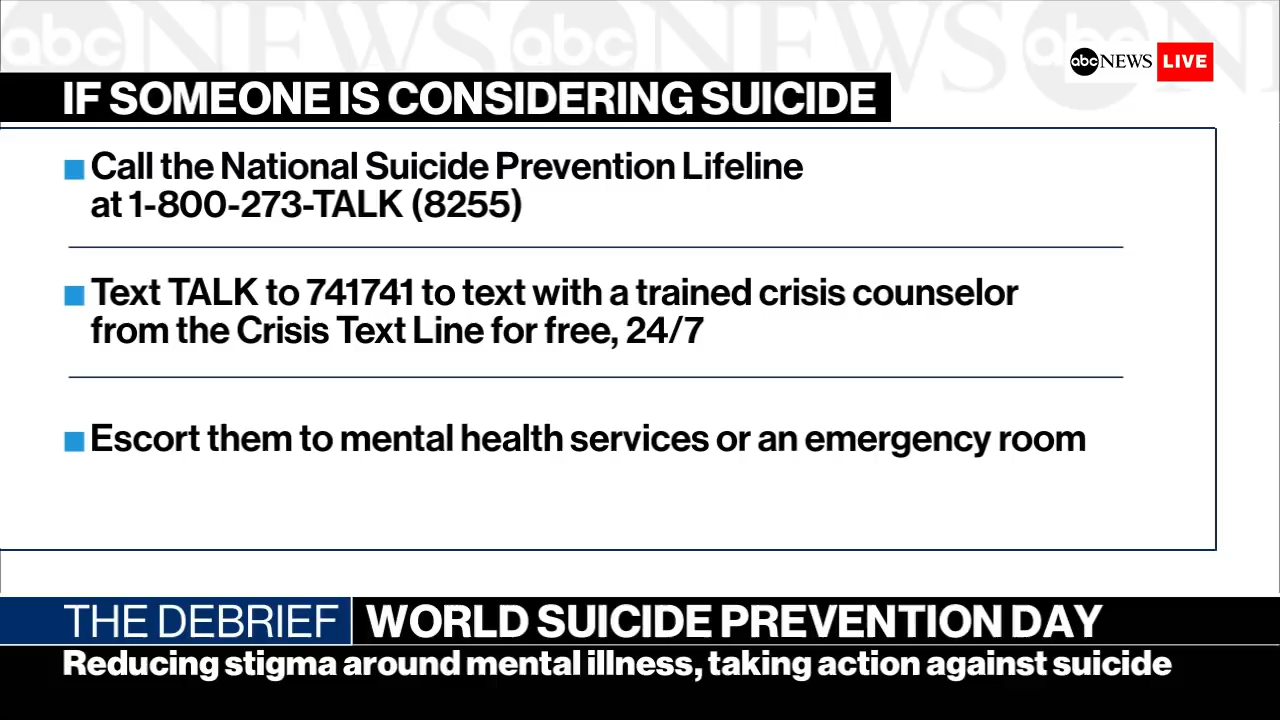 abc NEWS LIVE
IF SOMEONE IS CONSIDERING SUICIDE
Call the National Suicide Prevention Lifeline
at 1-800-273-TALK (8255)
Text TALK to 741741 to text with a trained crisis counselor
from the Crisis Text Line for free, 24/7
Escort them to mental health services or an emergency room
THE DEBRIEF WORLD SUICIDE PREVENTION DAY
Reducing stigma around mental illness, taking action against suicide